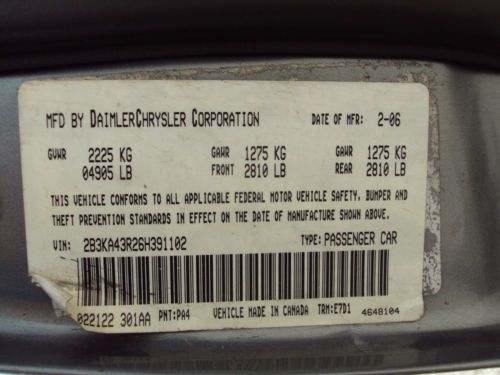 MFD BY DAIMLERCHRYSLER CORPORATION DATE OF MFR: 2-06
GVWR 2225 KG GAWR 1275 KG GAWR 1275 KG
04905 LB FRONT 2810 LB REAR 2810 LB
THIS VEHICLE CONFORMS TO ALL APPLICABLE FEDERAL MOTOR VEHICLE SAFETY, BUMPER AND
THEFT PREVENTION STANDARDS IN EFFECT ON THE DATE OF MANUFACTURE SHOWN ABOVE.
VIN: 2B3KA43R26H391102 TYPE: PASSENGER CAR
022122 301AA PNT:PA4 VEHICLE MADE IN CANADA TRM:E7D1 4648104